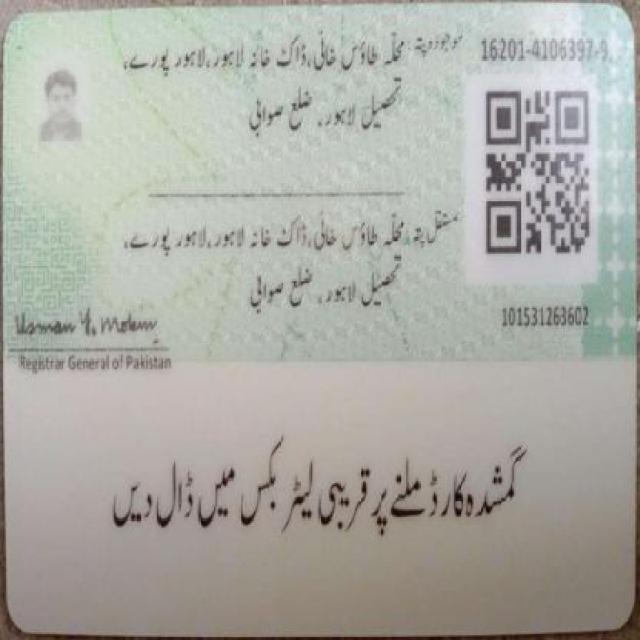 16201-4106397-9
موجودہ پتہ: محلہ طاؤس خانی، ڈاک خانہ لاہور، لاہور پورے،
تحصیل لاہور، ضلع صوابی
مستقل پتہ: محلہ طاؤس خانی، ڈاک خانہ لاہور، لاہور پورے،
تحصیل لاہور، ضلع صوابی
101531263602
Usman Y. Mobin
Registrar General of Pakistan
گمشدہ کارڈ ملنے پر قریبی لیٹر بکس میں ڈال دیں